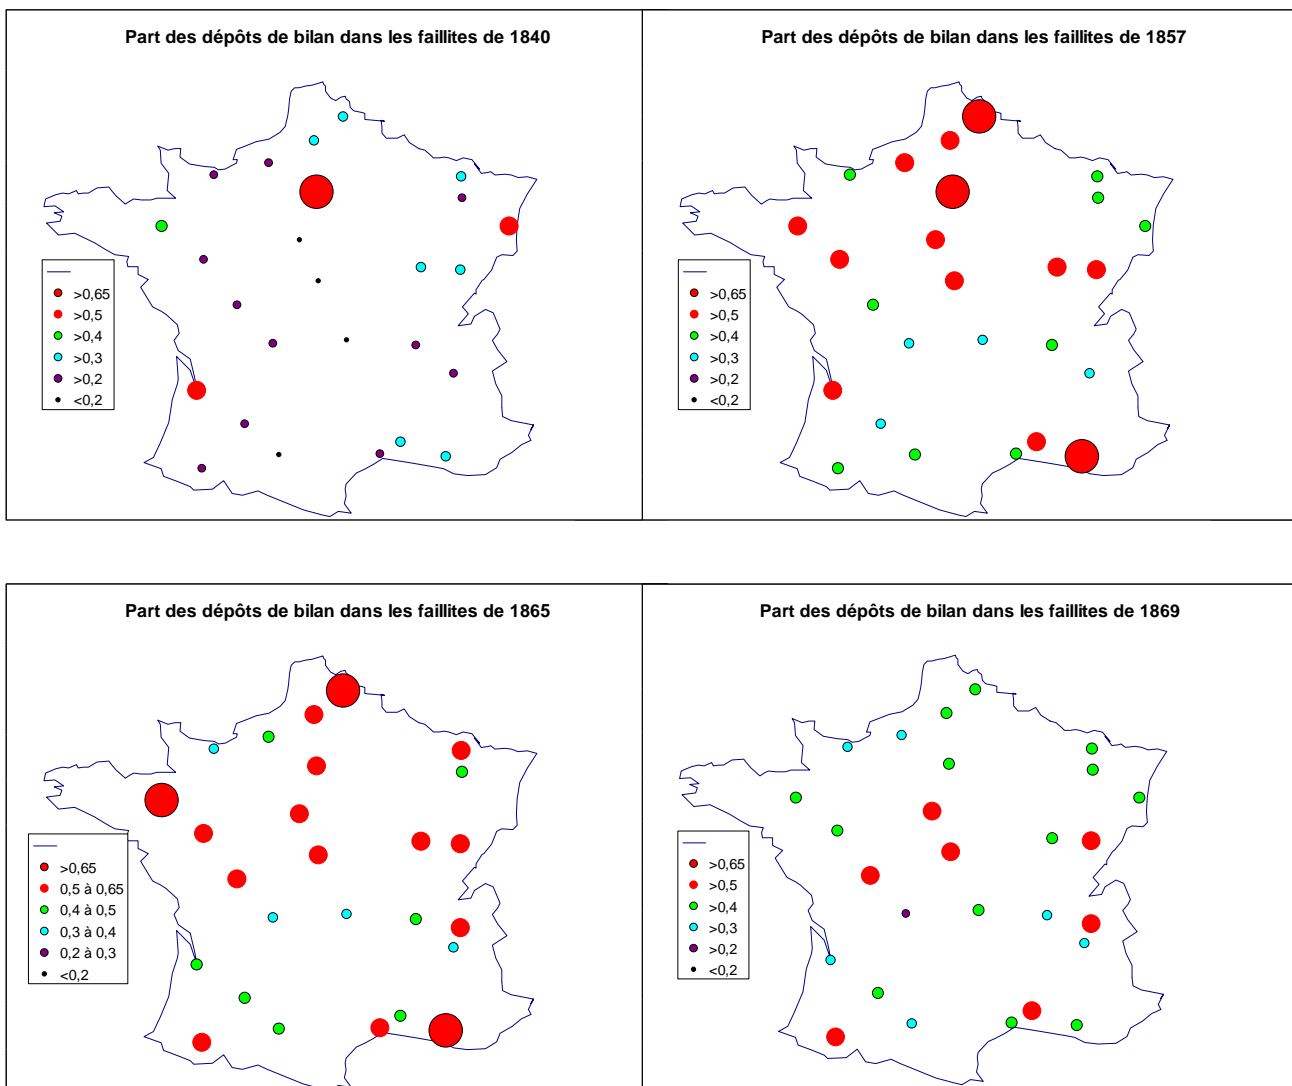 Part des dépôts de bilan dans les faillites de 1840
>0,65
>0,5
>0,4
>0,3
>0,2
<0,2
Part des dépôts de bilan dans les faillites de 1857
>0,65
>0,5
>0,4
>0,3
>0,2
<0,2
Part des dépôts de bilan dans les faillites de 1865
>0,65
0,5 à 0,65
0,4 à 0,5
0,3 à 0,4
0,2 à 0,3
<0,2
Part des dépôts de bilan dans les faillites de 1869
>0,65
>0,5
>0,4
>0,3
>0,2
<0,2